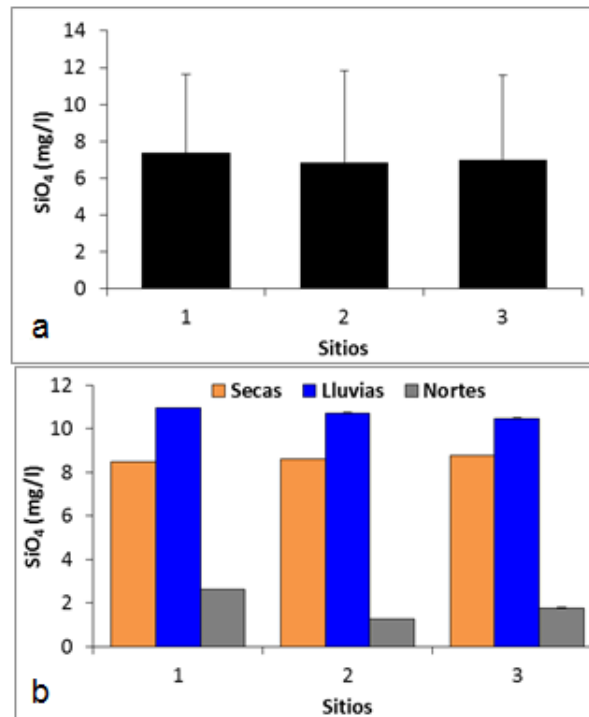 14
12
10
8
6
4
2
0
SiO₄ (mg/l)
1 2 3
Sitios
a
Secas Lluvias Nortes
12
10
8
6
4
2
0
SiO₄ (mg/l)
1 2 3
Sitios
b